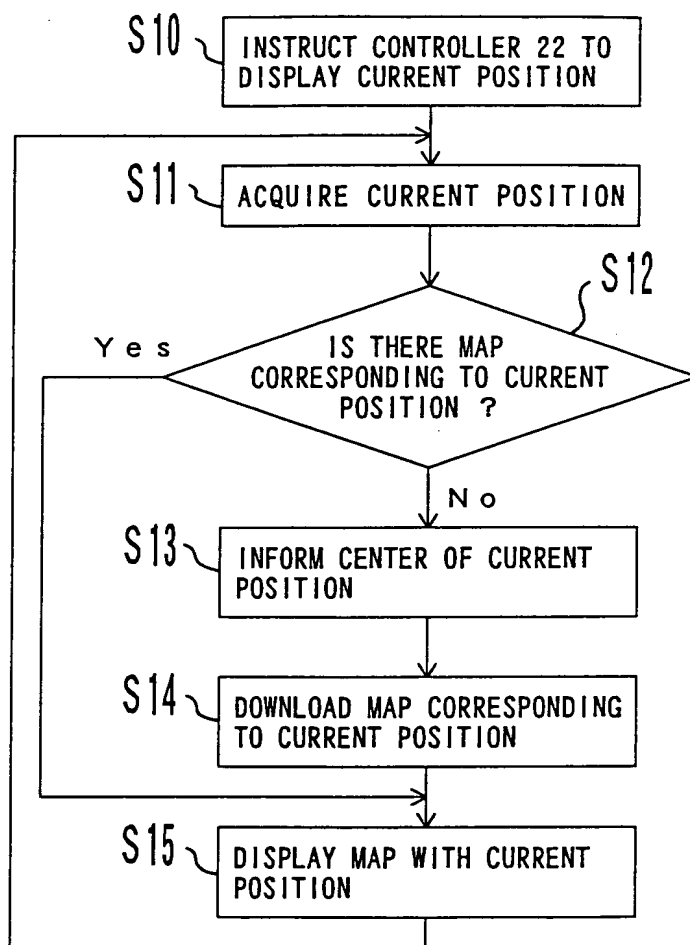 S10
INSTRUCT CONTROLLER 22 TO
DISPLAY CURRENT POSITION
S11
ACQUIRE CURRENT POSITION
S12
Yes
IS THERE MAP
CORRESPONDING TO CURRENT
POSITION ?
No
S13
INFORM CENTER OF CURRENT
POSITION
S14
DOWNLOAD MAP CORRESPONDING
TO CURRENT POSITION
S15
DISPLAY MAP WITH CURRENT
POSITION